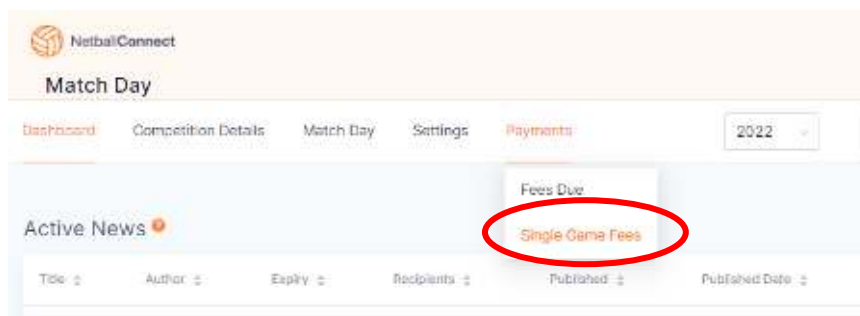 NetballConnect
Match Day
Dashboard Competition Details Match Day Settings Payments 2022
Fees Due
Active News
Single Game Fees
Title Author Expiry Recipients Published Published Date